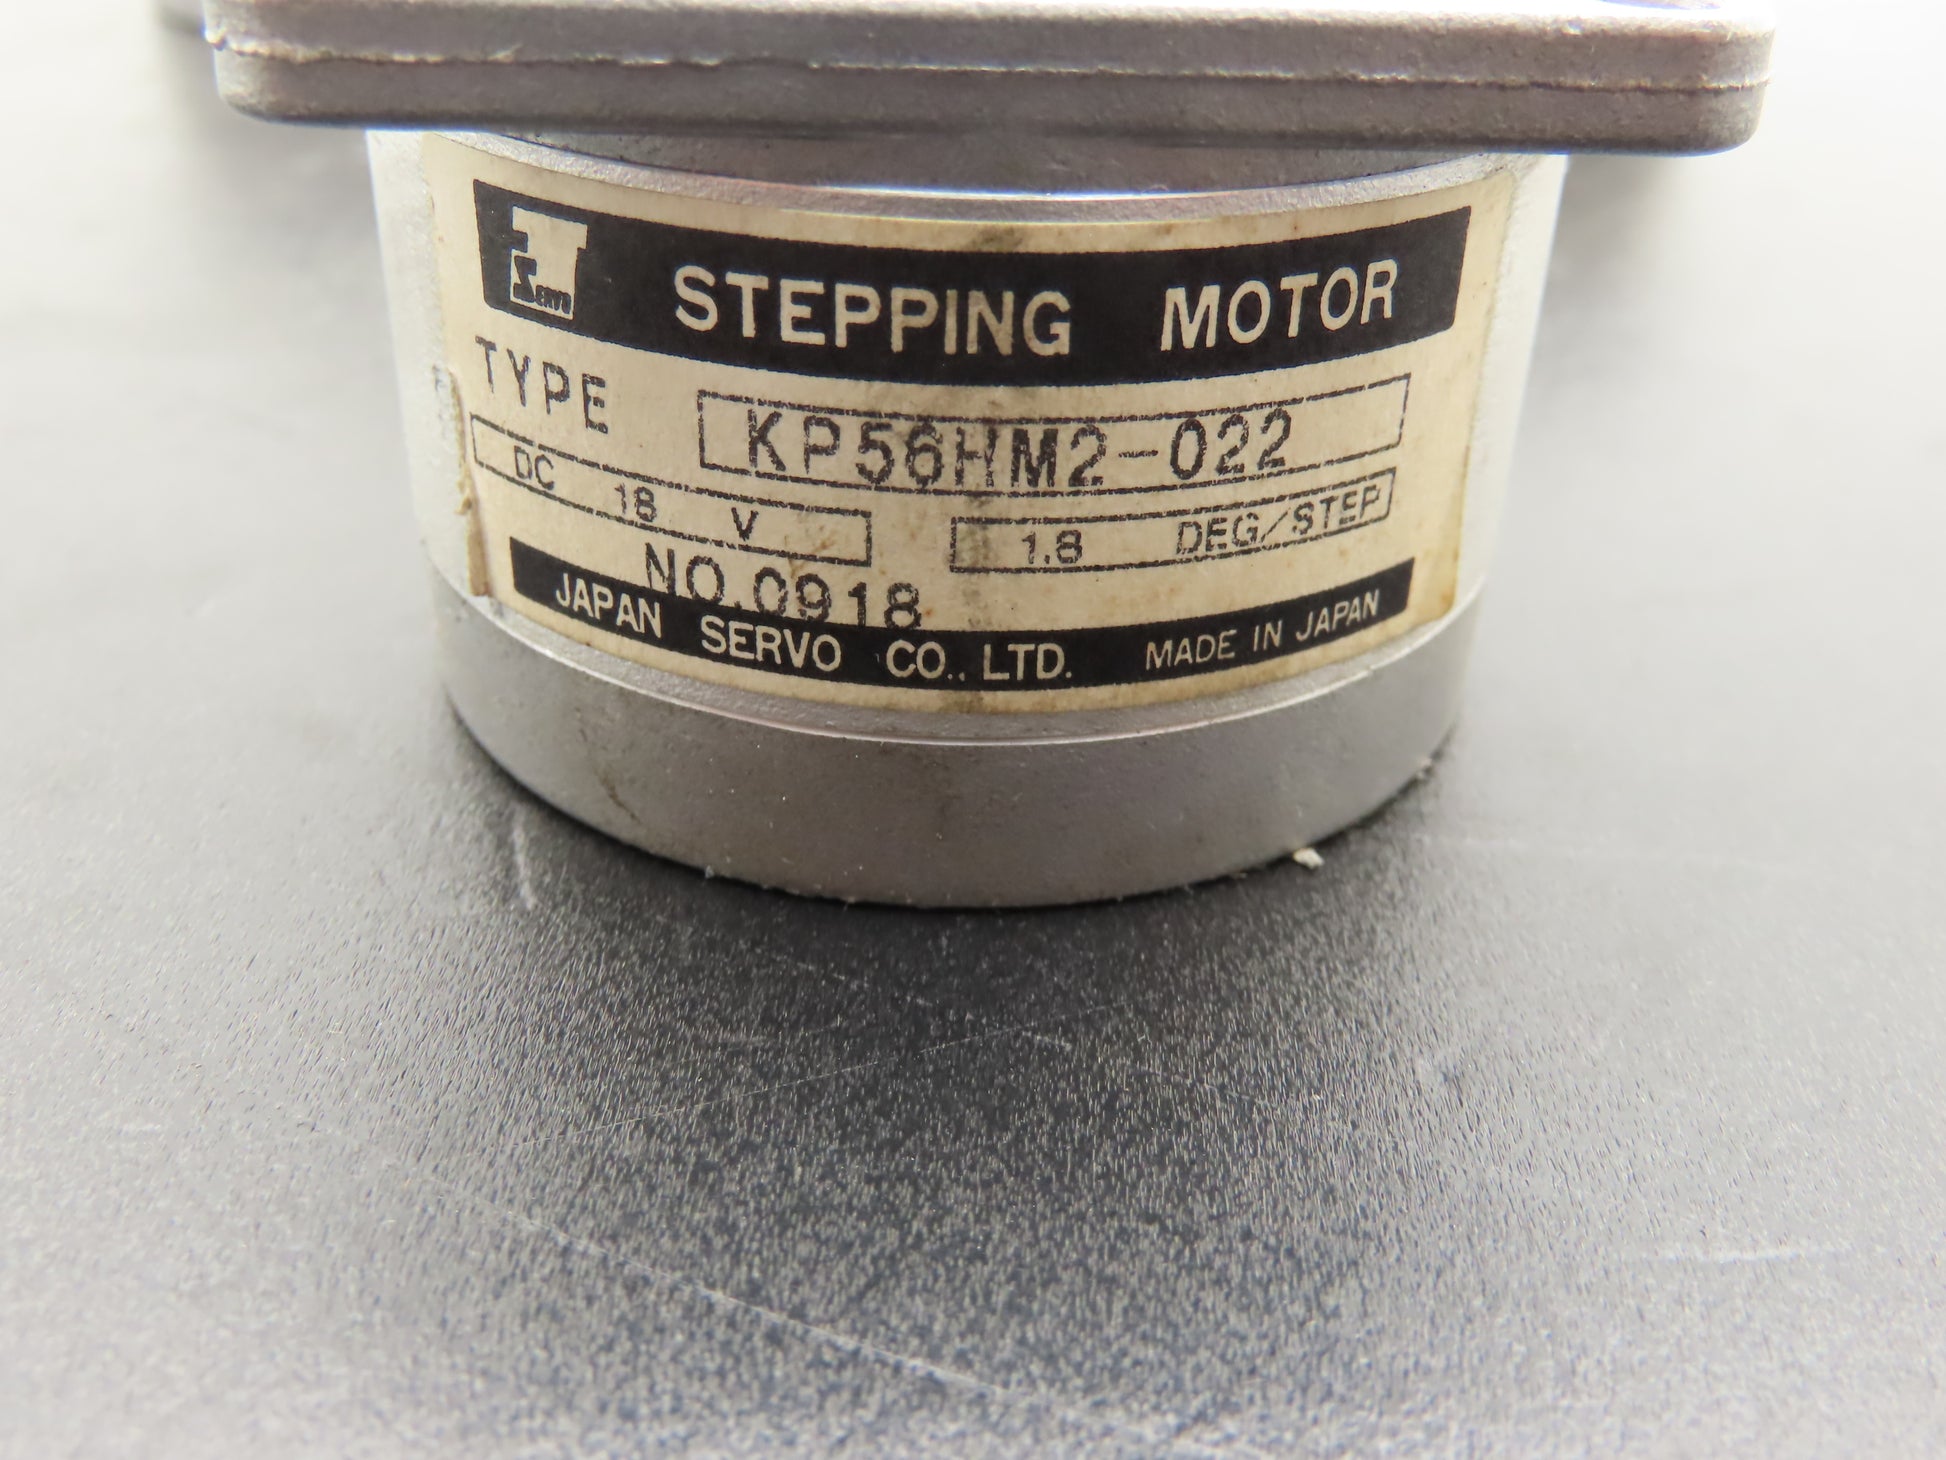 SERVO
STEPPING MOTOR
TYPE KP56HM2-022
DC 18 V 1.8 DEG/STEP
NO.0918
JAPAN SERVO CO., LTD. MADE IN JAPAN